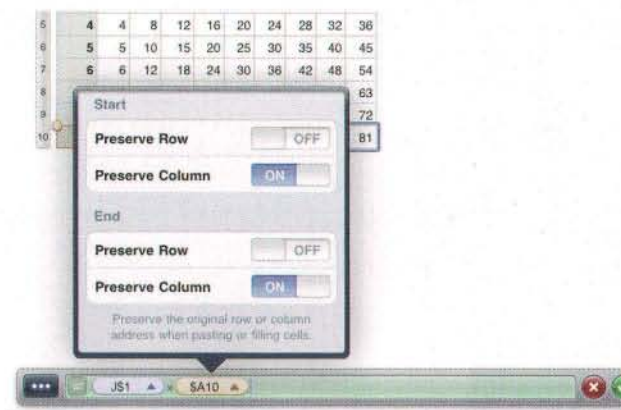 5 4 4 8 12 16 20 24 28 32 36
6 5 5 10 15 20 25 30 35 40 45
7 6 6 12 18 24 30 36 42 48 54
8 63
9 72
10 81
Start
Preserve Row OFF
Preserve Column ON
End
Preserve Row OFF
Preserve Column ON
Preserve the original row or column
address when pasting or filling cells.
••• = J$1 ▲ × $A10 ▲